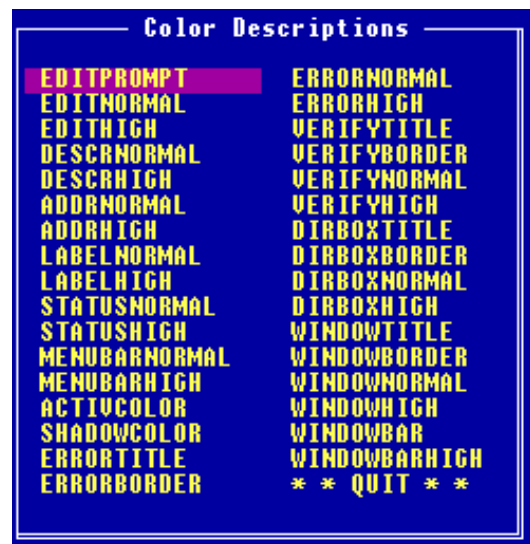 Color Descriptions
EDITPROMPT ERRORNORMAL
EDITNORMAL ERRORHIGH
EDITHIGH VERIFYTITLE
DESCRNORMAL VERIFYBORDER
DESCRHIGH VERIFYNORMAL
ADDRNORMAL VERIFYHIGH
ADDRHIGH DIRBOXTITLE
LABELNORMAL DIRBOXBORDER
LABELHIGH DIRBOXNORMAL
STATUSNORMAL DIRBOXHIGH
STATUSHIGH WINDOWTITLE
MENUBARNORMAL WINDOWBORDER
MENUBARHIGH WINDOWNORMAL
ACTIVCOLOR WINDOWHIGH
SHADOWCOLOR WINDOWBAR
ERRORTITLE WINDOWBARHIGH
ERRORBORDER * * QUIT * *